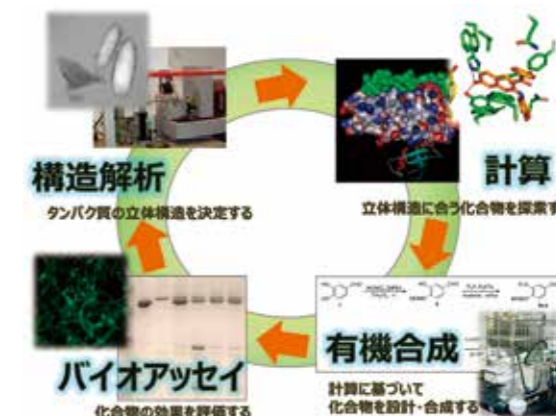 構造解析
タンパク質の立体構造を決定する
計算
立体構造に合う化合物を探索す
有機合成
計算に基づいて
化合物を設計・合成する
バイオアッセイ
化合物の効果を評価する